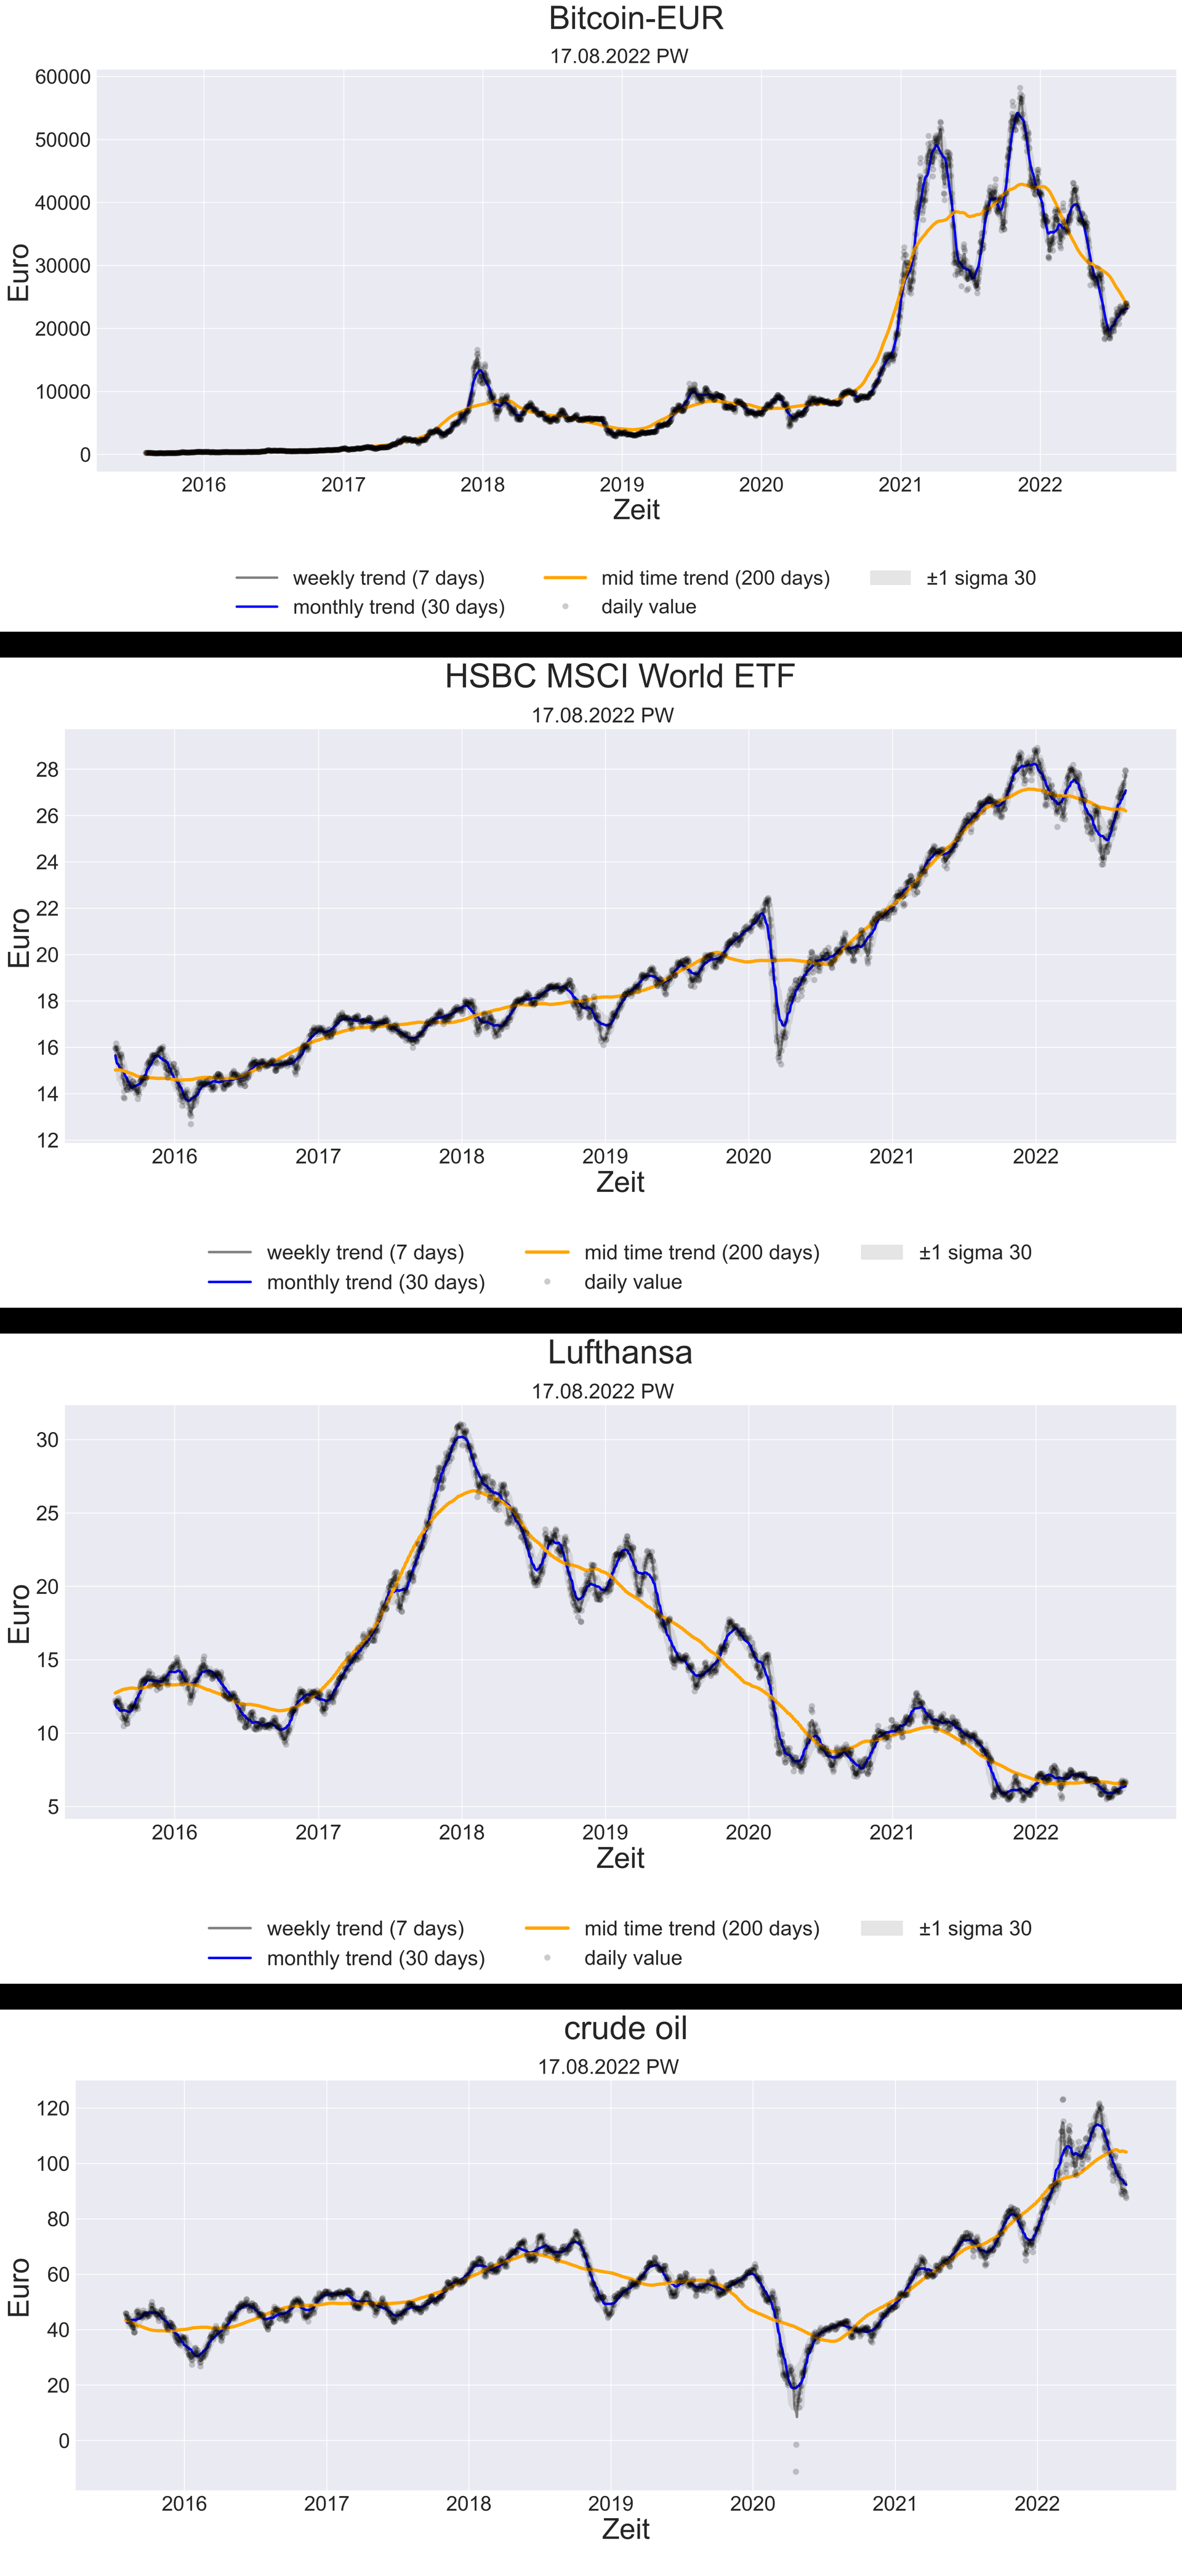 Bitcoin-EUR
17.08.2022 PW
60000
50000
40000
30000
20000
10000
0
Euro
2016 2017 2018 2019 2020 2021 2022
Zeit
weekly trend (7 days) mid time trend (200 days) ±1 sigma 30
monthly trend (30 days) daily value
HSBC MSCI World ETF
17.08.2022 PW
28
26
24
22
20
18
16
14
12
Euro
2016 2017 2018 2019 2020 2021 2022
Zeit
weekly trend (7 days) mid time trend (200 days) ±1 sigma 30
monthly trend (30 days) daily value
Lufthansa
17.08.2022 PW
30
25
20
15
10
5
Euro
2016 2017 2018 2019 2020 2021 2022
Zeit
weekly trend (7 days) mid time trend (200 days) ±1 sigma 30
monthly trend (30 days) daily value
crude oil
17.08.2022 PW
120
100
80
60
40
20
0
Euro
2016 2017 2018 2019 2020 2021 2022
Zeit